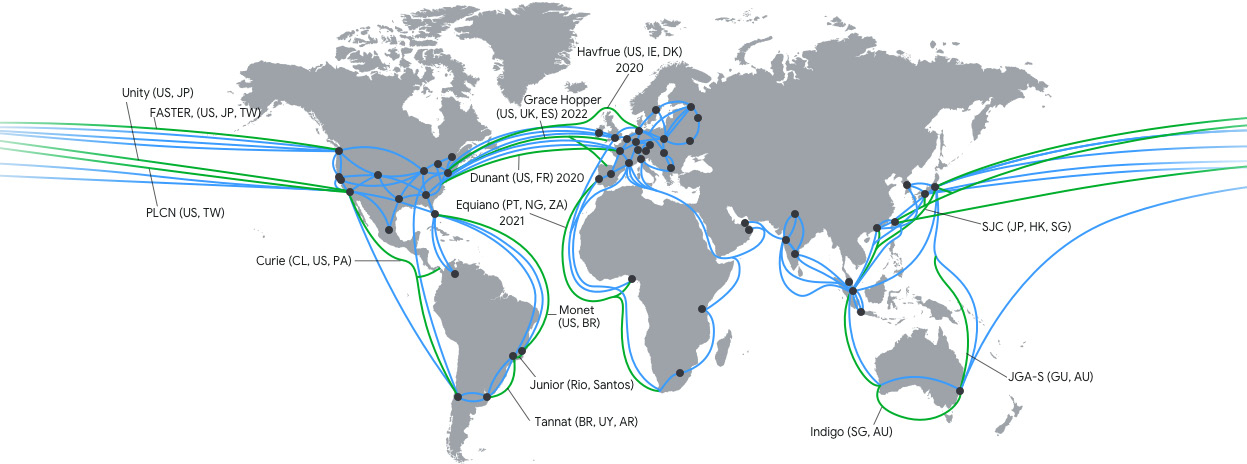 Havfrue (US, IE, DK)
2020
Unity (US, JP)
FASTER, (US, JP, TW)
Grace Hopper
(US, UK, ES) 2022
Dunant (US, FR) 2020
Equiano (PT, NG, ZA)
2021
PLCN (US, TW)
SJC (JP, HK, SG)
Curie (CL, US, PA)
Monet
(US, BR)
JGA-S (GU, AU)
Junior (Rio, Santos)
Tannat (BR, UY, AR)
Indigo (SG, AU)